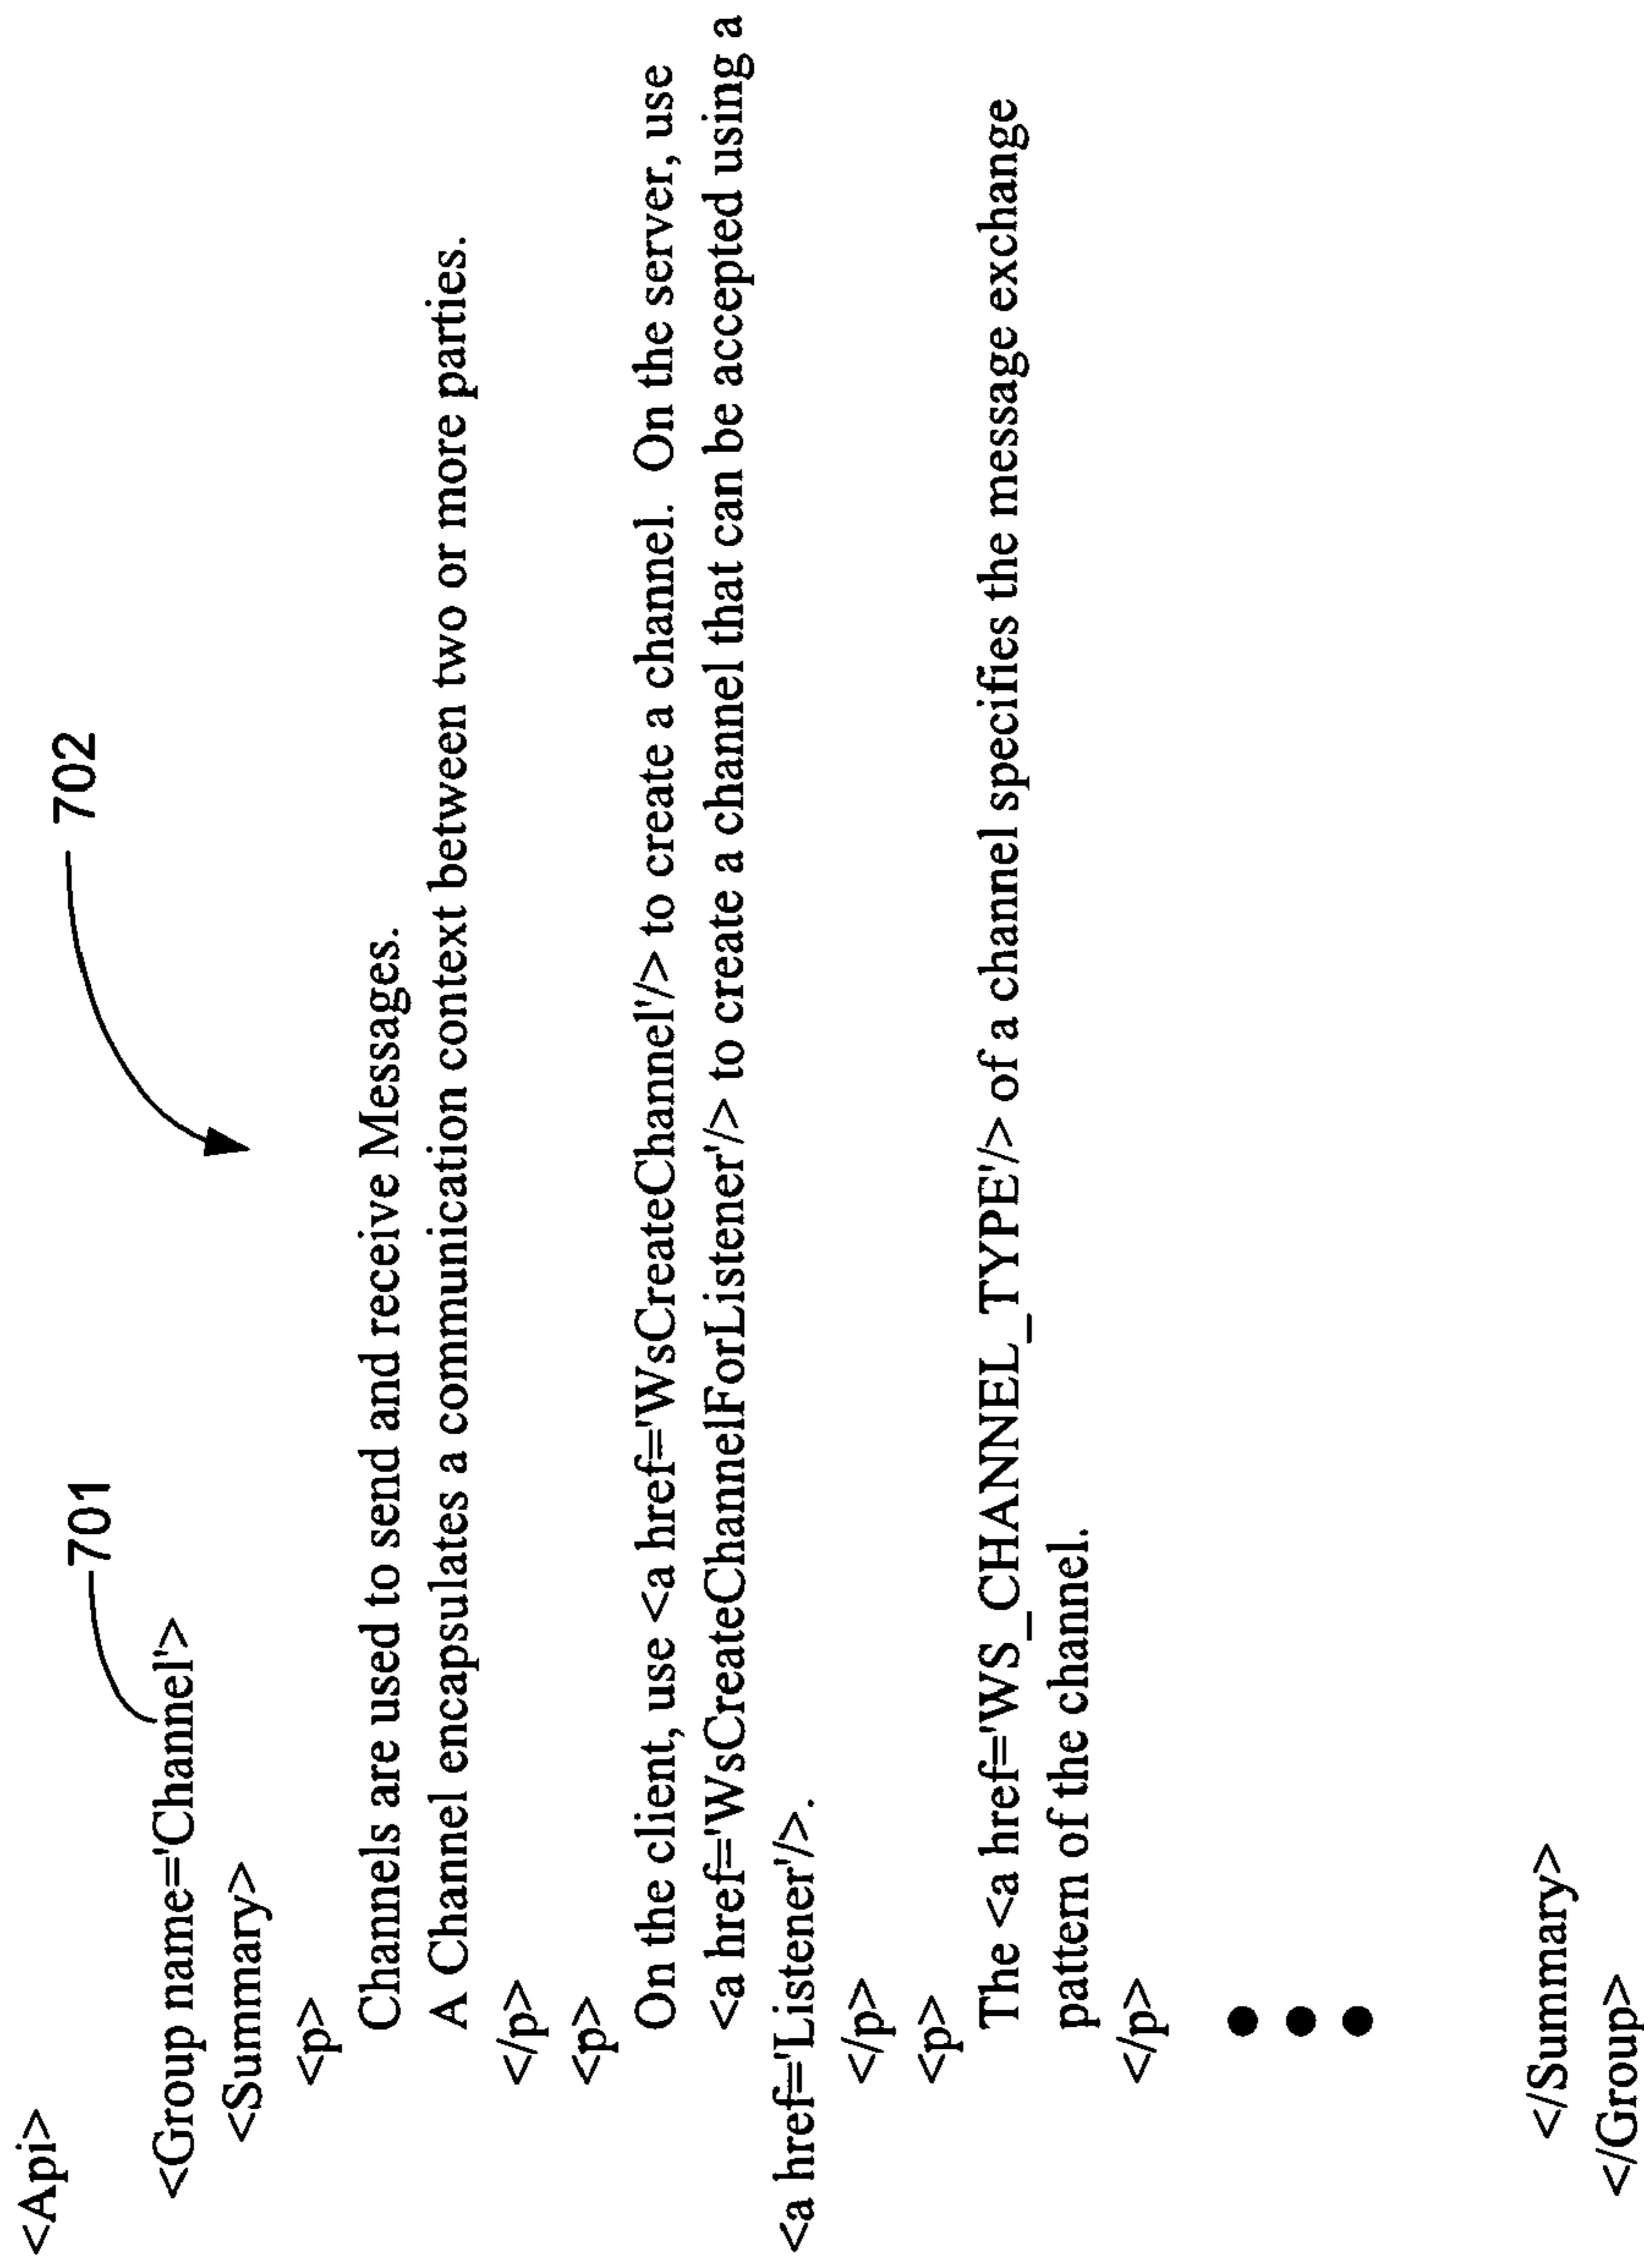 <Api>
701
702
<Group name='Channel'>
<Summary>
<p>
Channels are used to send and receive Messages.
A Channel encapsulates a communication context between two or more parties.
</p>
<p>
On the client, use <a href='WsCreateChannel'/> to create a channel.  On the server, use
<a href='WsCreateChannelForListener'/> to create a channel that can be accepted using a
<a href='Listener'/>.
</p>
<p>
The <a href='WS_CHANNEL_TYPE'/> of a channel specifies the message exchange
pattern of the channel.
</p>
</Summary>
</Group>